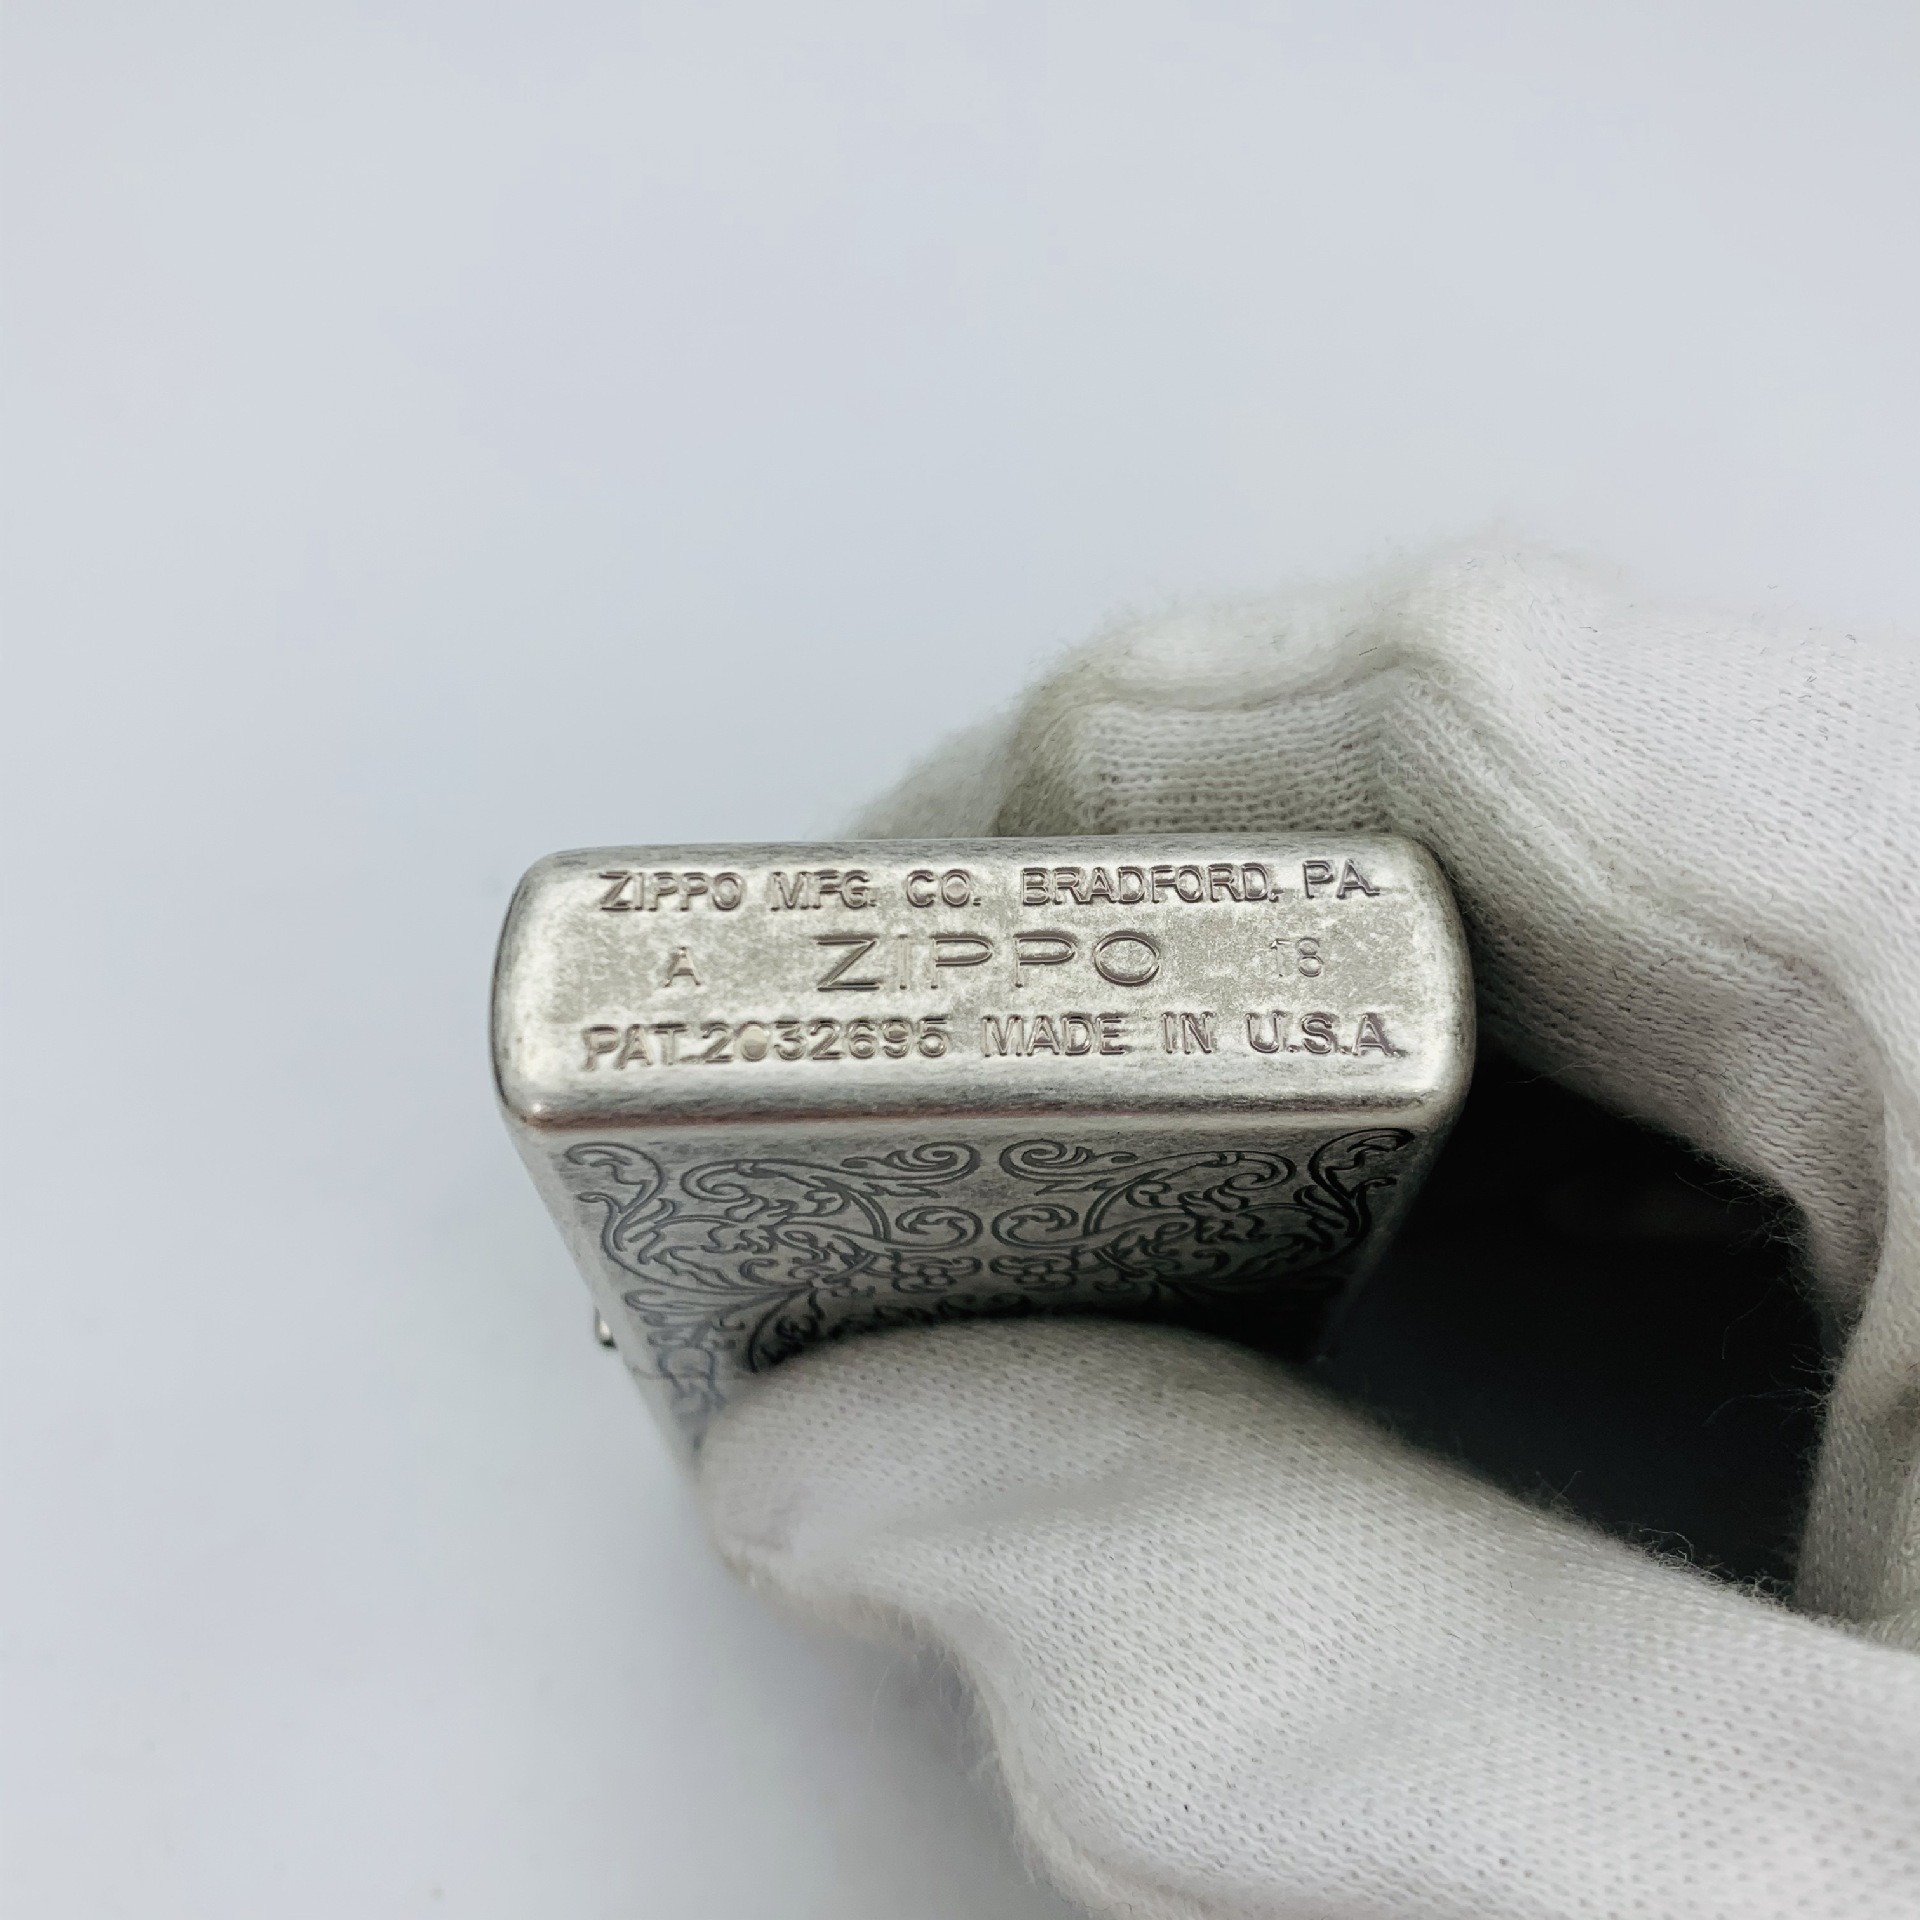 ZIPPO MFG. CO. BRADFORD, PA.
A ZIPPO 18
PAT. 2032695 MADE IN U.S.A.